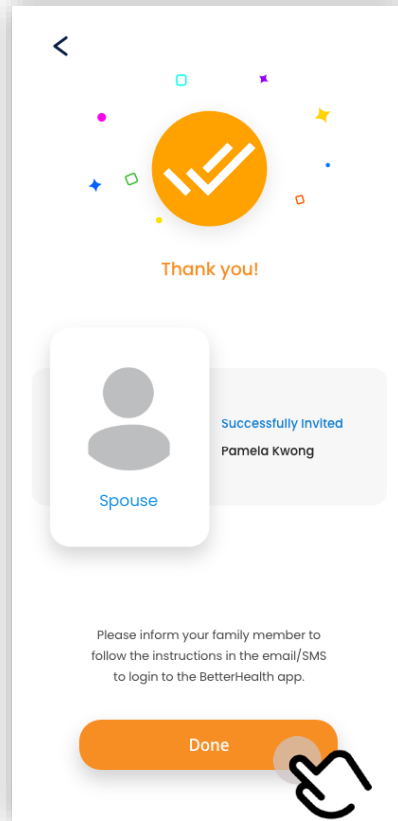 Thank you!
Successfully Invited
Pamela Kwong
Spouse
Please inform your family member to
follow the instructions in the email/SMS
to login to the BetterHealth app.
Done